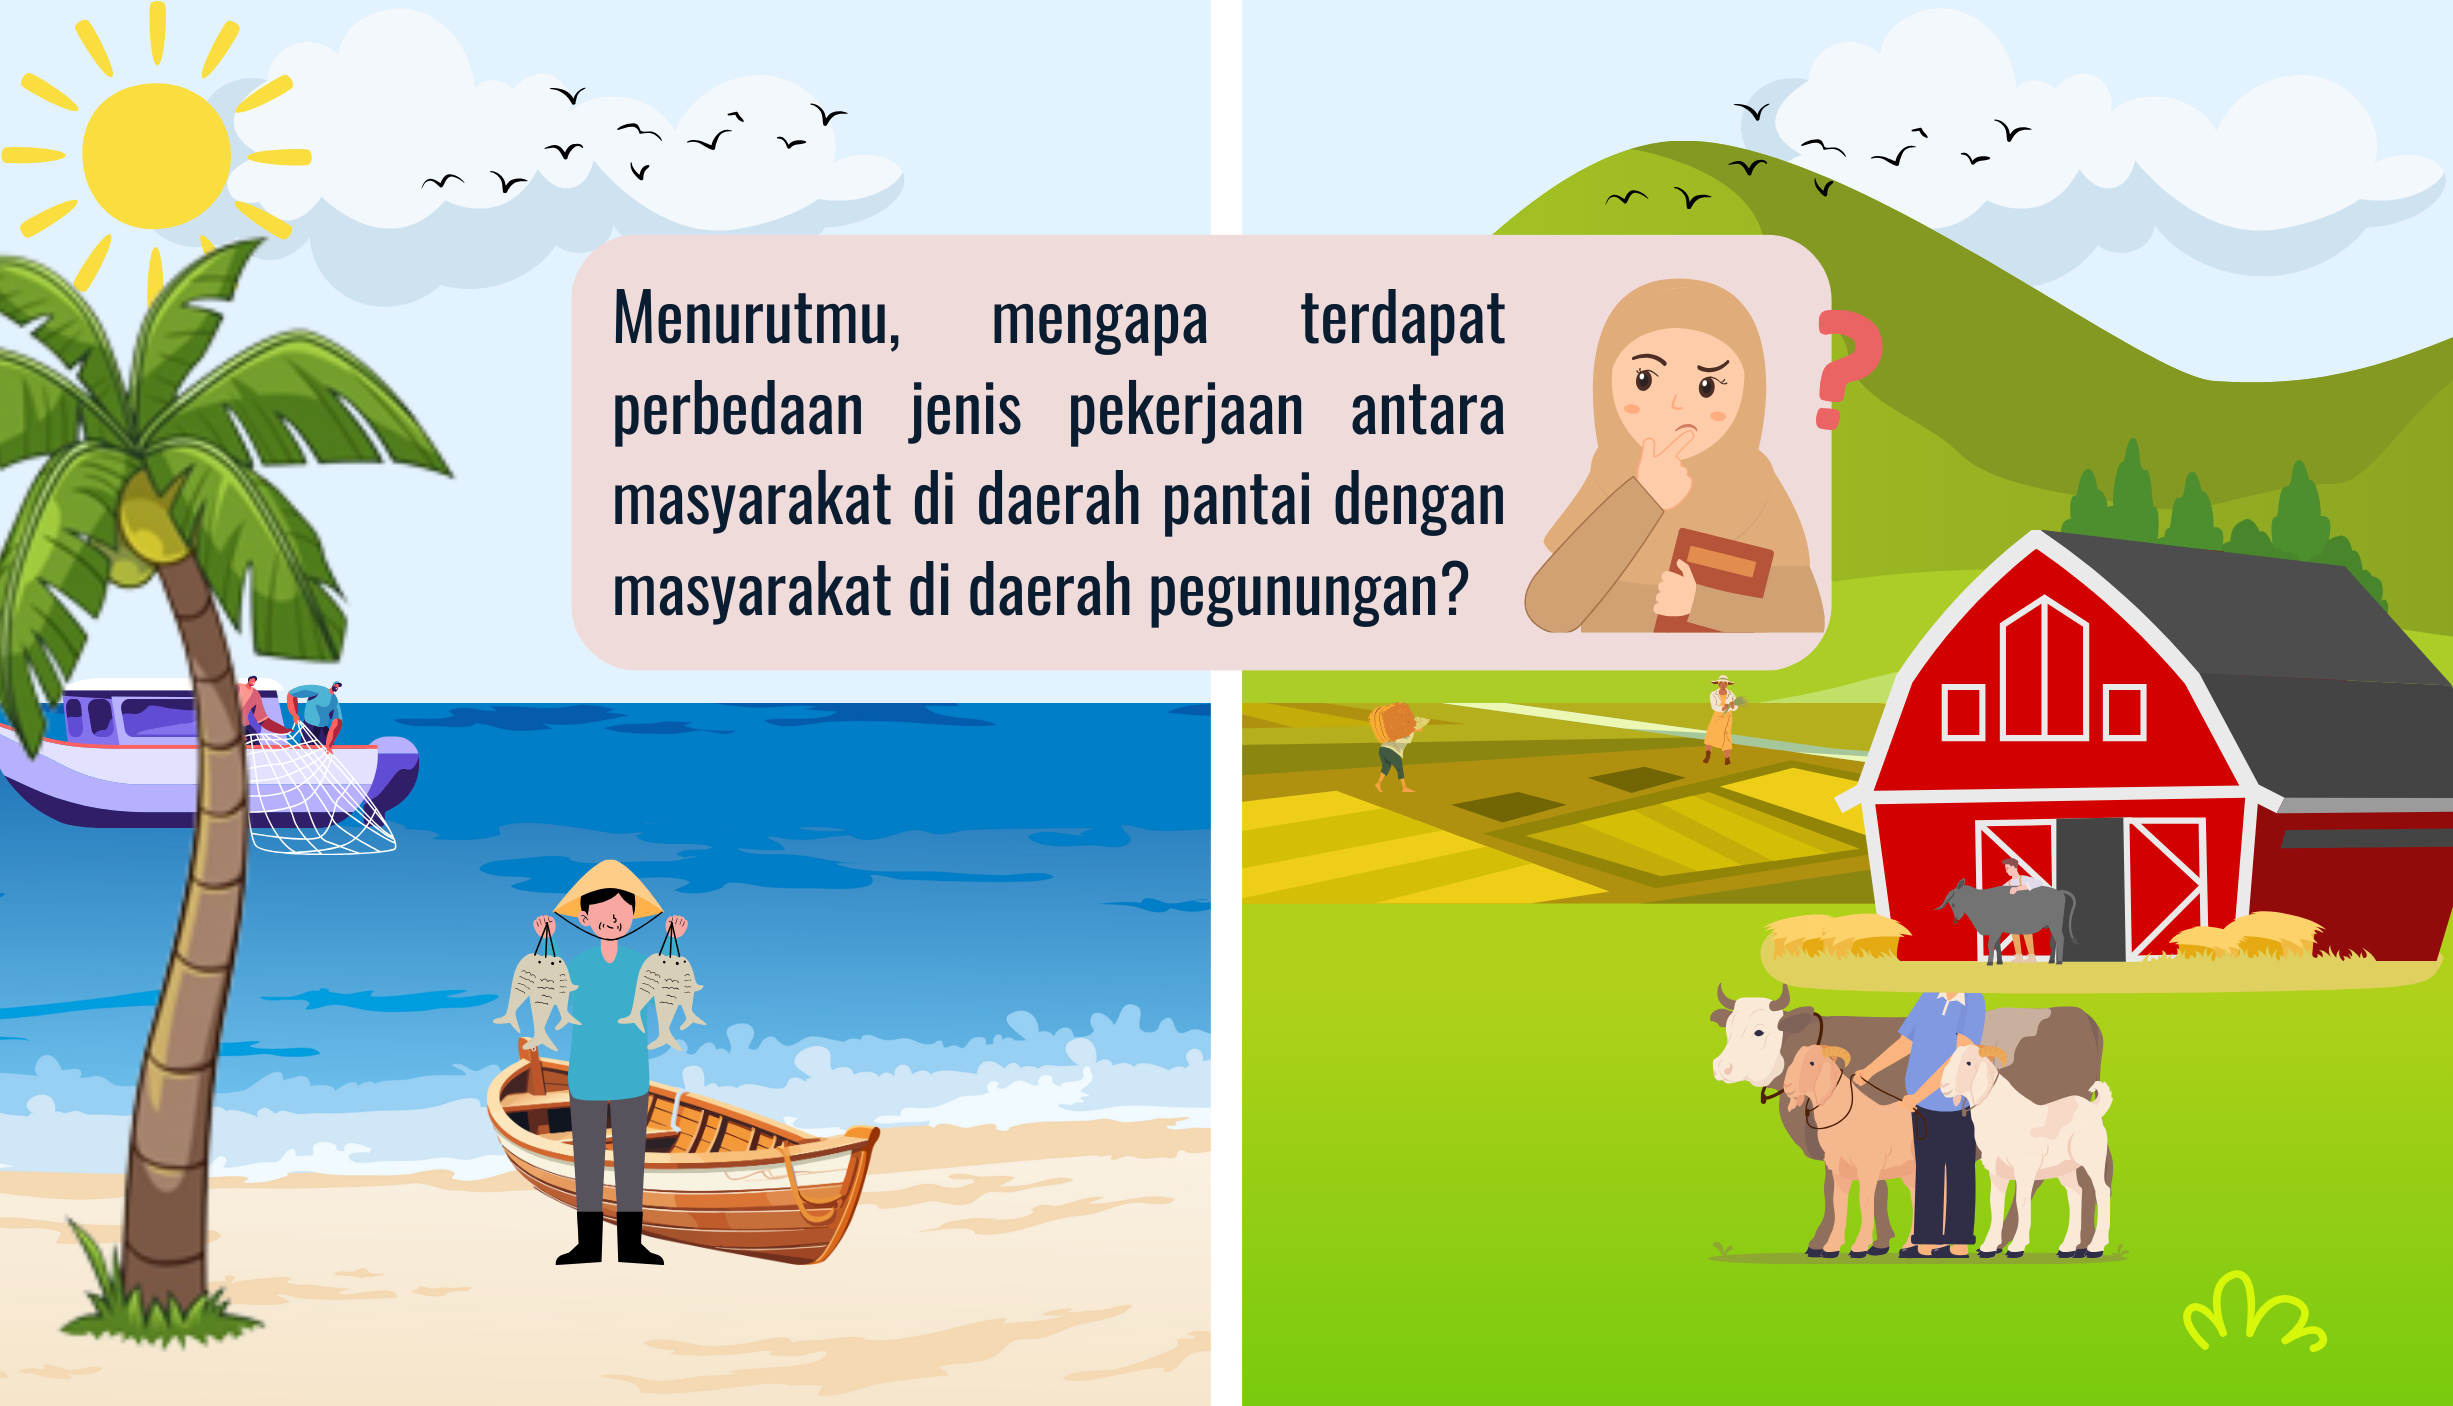 Menurutmu, mengapa terdapat
perbedaan jenis pekerjaan antara
masyarakat di daerah pantai dengan
masyarakat di daerah pegunungan?
?